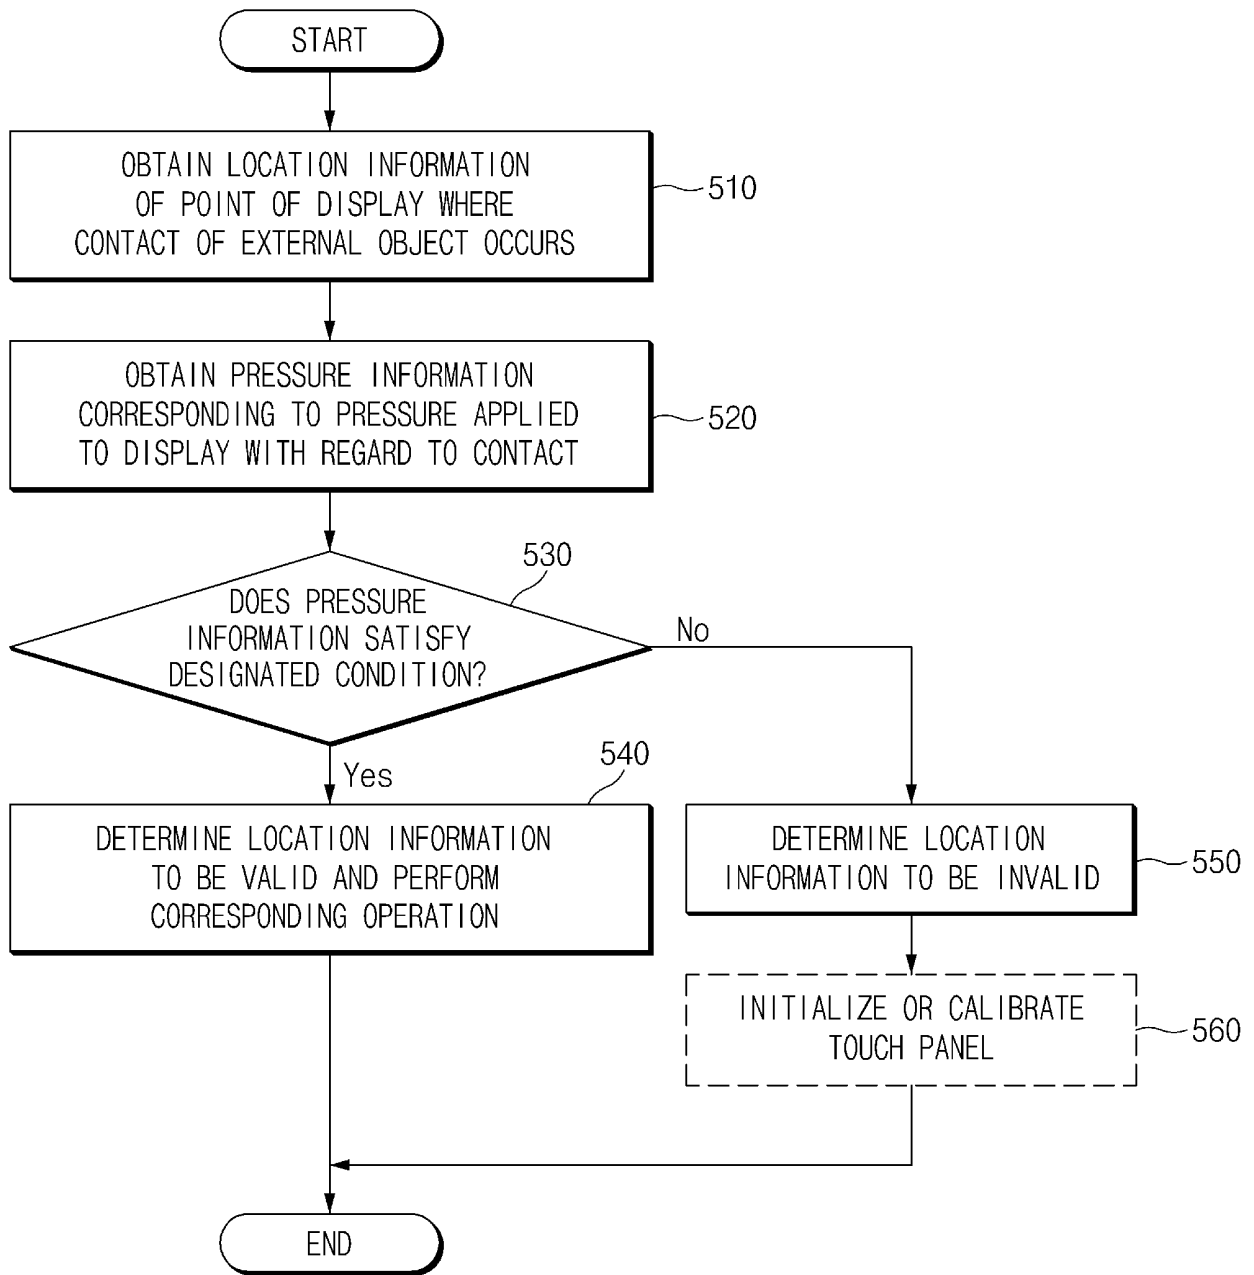 START
OBTAIN LOCATION INFORMATION
OF POINT OF DISPLAY WHERE
CONTACT OF EXTERNAL OBJECT OCCURS
510
OBTAIN PRESSURE INFORMATION
CORRESPONDING TO PRESSURE APPLIED
TO DISPLAY WITH REGARD TO CONTACT
520
530
DOES PRESSURE
INFORMATION SATISFY
DESIGNATED CONDITION?
No
Yes
540
DETERMINE LOCATION INFORMATION
TO BE VALID AND PERFORM
CORRESPONDING OPERATION
DETERMINE LOCATION
INFORMATION TO BE INVALID
550
INITIALIZE OR CALIBRATE
TOUCH PANEL
560
END